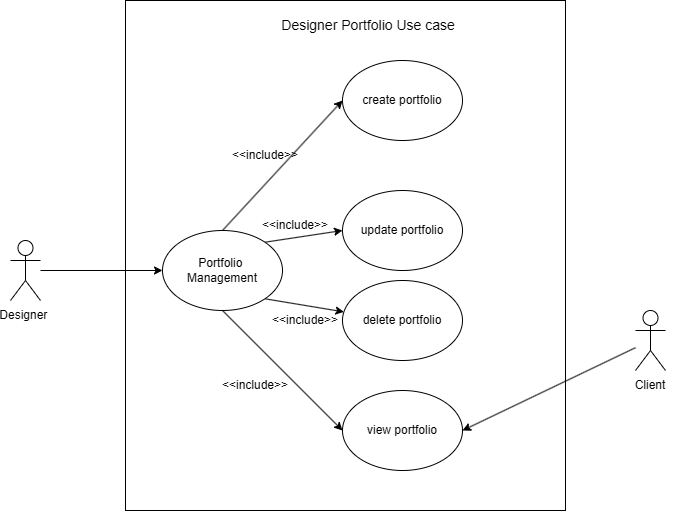 Designer Portfolio Use case
create portfolio
<<include>>
<<include>>
update portfolio
Portfolio
Management
Designer
<<include>>
delete portfolio
Client
<<include>>
view portfolio